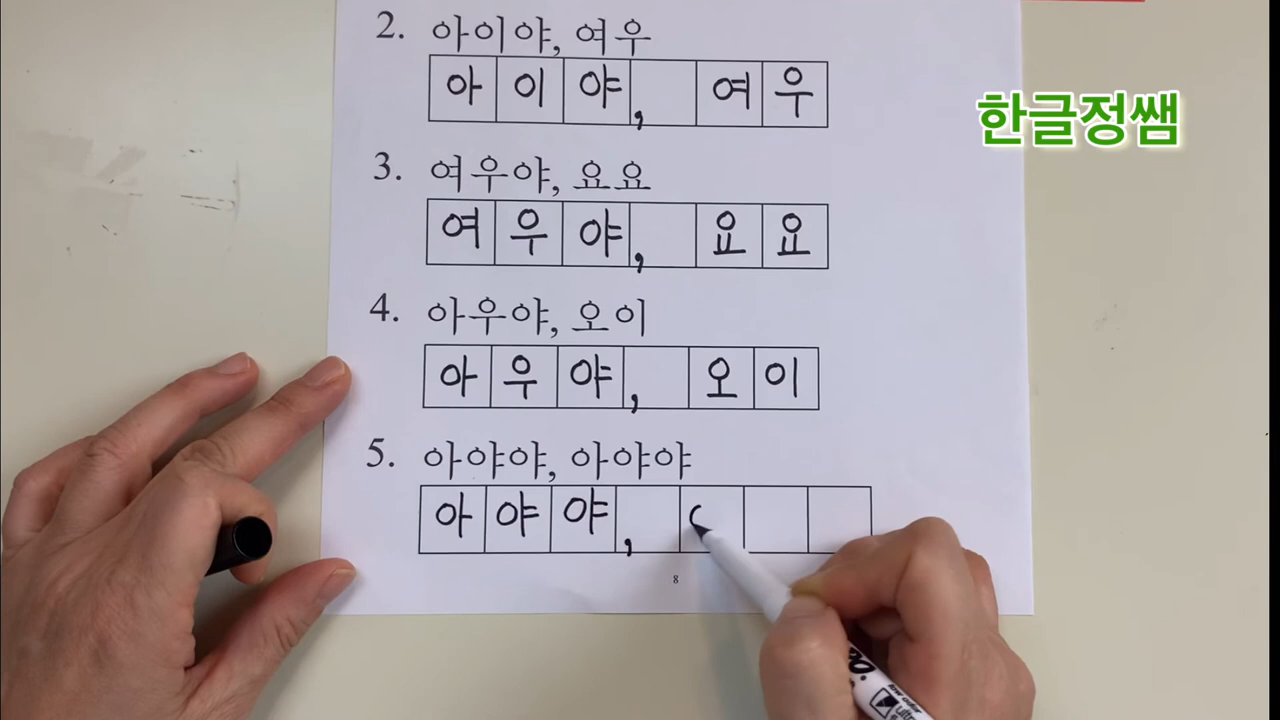 2. 아이야, 여우
아이야, 여우
한글정쌤
3. 여우야, 요요
여우야, 요요
4. 아우야, 오이
아우야, 오이
5. 아야야, 아야야
아야야,
8